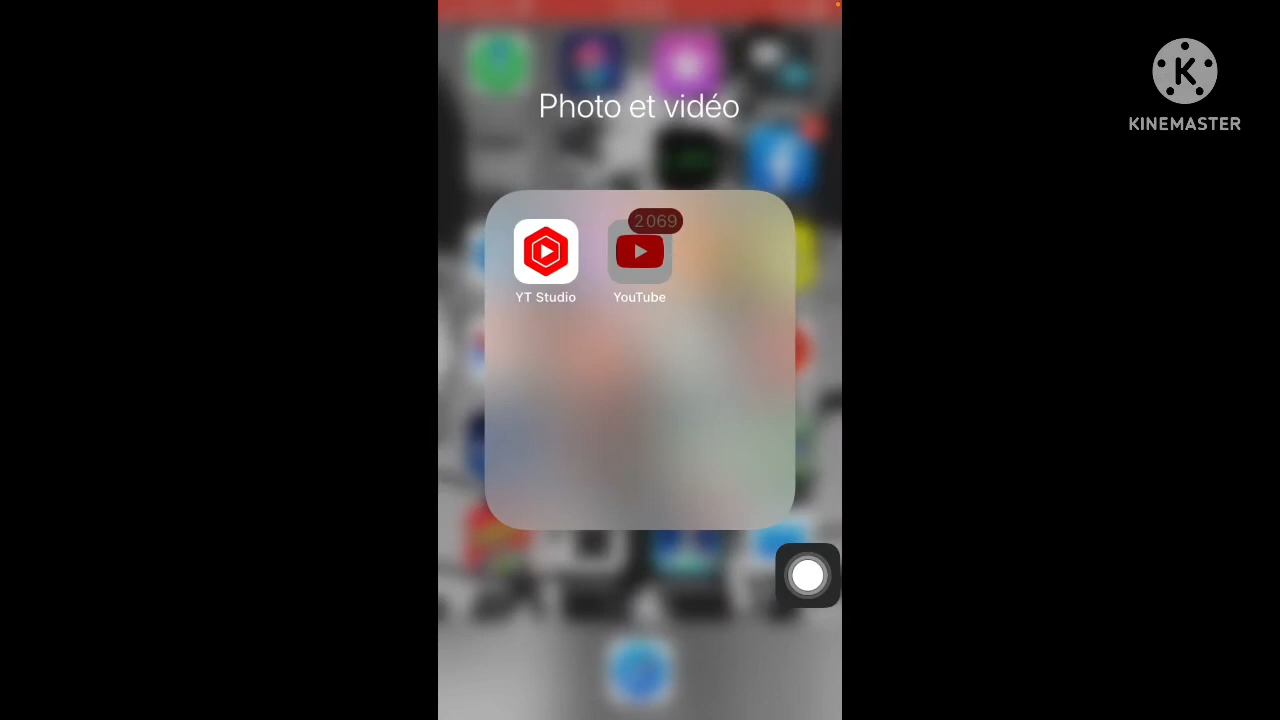 Photo et vidéo
K
KINEMASTER
2 069
YT Studio
YouTube